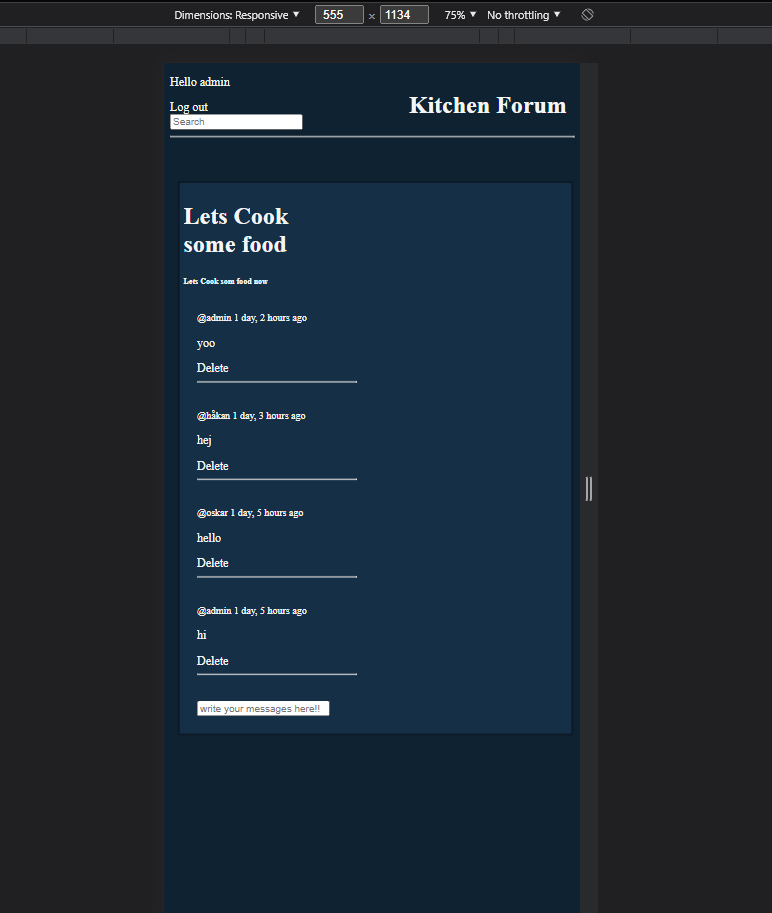 Dimensions: Responsive ▼ 555 × 1134 75% ▼ No throttling ▼
Hello admin
Log out
Kitchen Forum
Search
Lets Cook
some food
Lets Cook som food now
@admin 1 day, 2 hours ago
yoo
Delete
@håkan 1 day, 3 hours ago
hej
Delete
@oskar 1 day, 5 hours ago
hello
Delete
@admin 1 day, 5 hours ago
hi
Delete
write your messages here!!